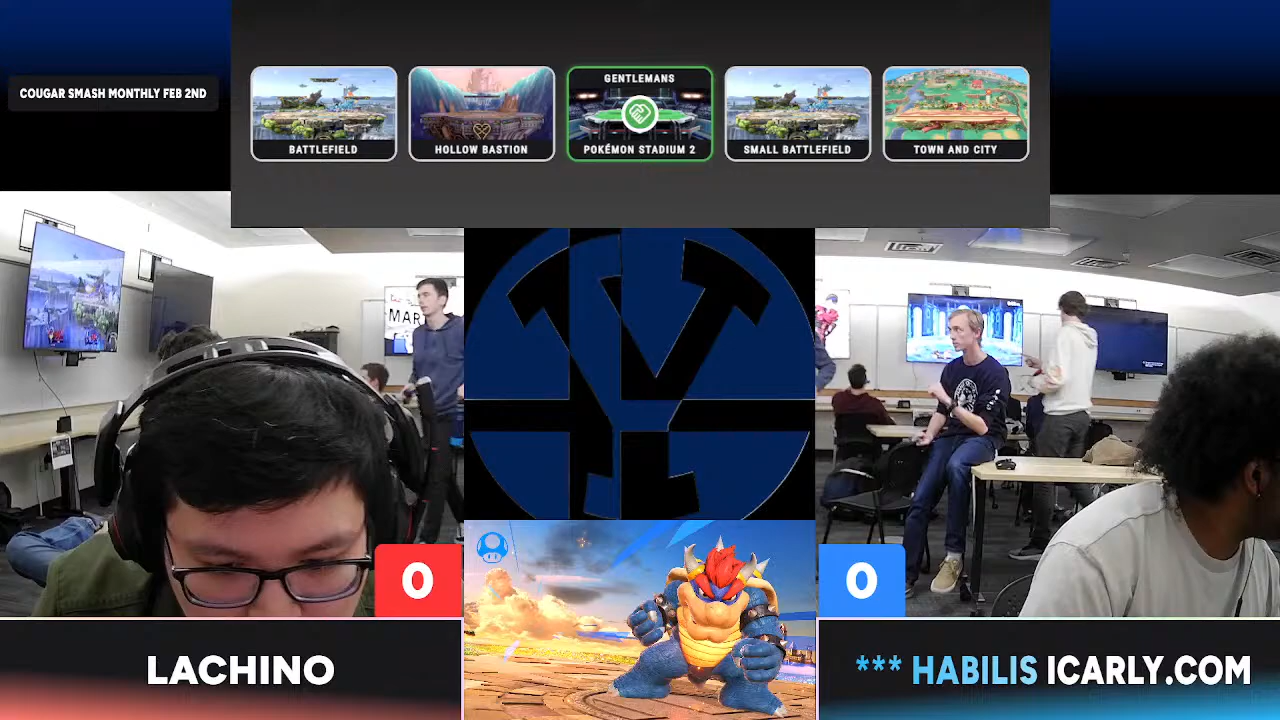 COUGAR SMASH MONTHLY FEB 2ND
BATTLEFIELD
HOLLOW BASTION
GENTLEMANS
POKÉMON STADIUM 2
SMALL BATTLEFIELD
TOWN AND CITY
MAR
0
0
LACHINO
*** HABILIS ICARLY.COM